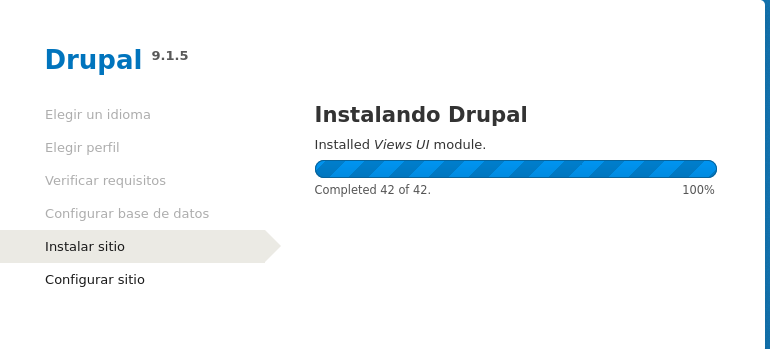 Drupal 9.1.5
Elegir un idioma
Elegir perfil
Verificar requisitos
Configurar base de datos
Instalar sitio
Configurar sitio
Instalando Drupal
Installed Views UI module.
Completed 42 of 42. 100%